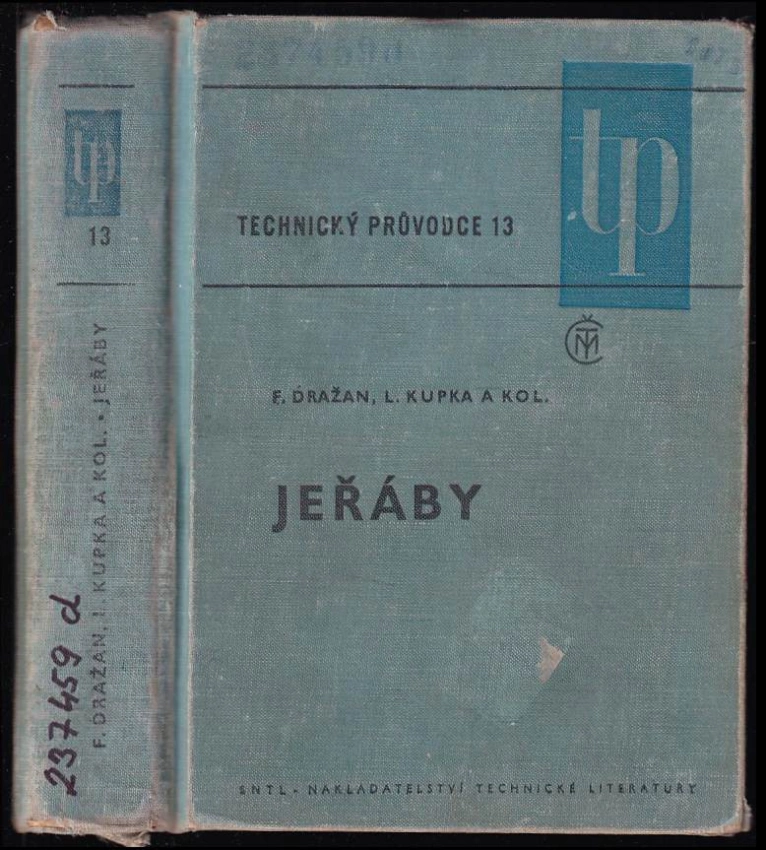 tp
13
F. DRAŽAN, L. KUPKA A KOL. • JEŘÁBY
237459 d
237459d
tp
TECHNICKÝ PRŮVODCE 13
ČMT
F. DRAŽAN, L. KUPKA A KOL.
JEŘÁBY
SNTL - NAKLADATELSTVÍ TECHNICKÉ LITERATURY